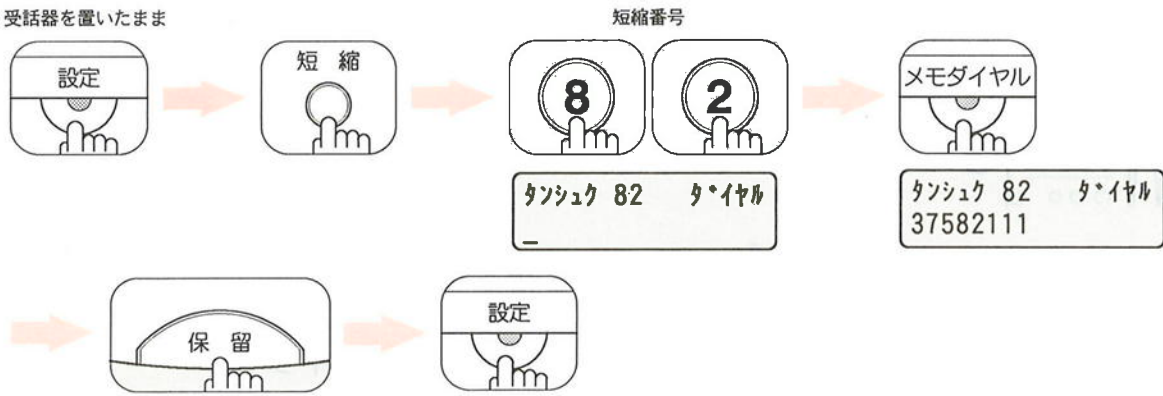 受話器を置いたまま
設定
短 縮
短縮番号
8
2
タンシュク 82 ダイヤル
_
メモダイヤル
タンシュク 82 ダイヤル
37582111
保 留
設定